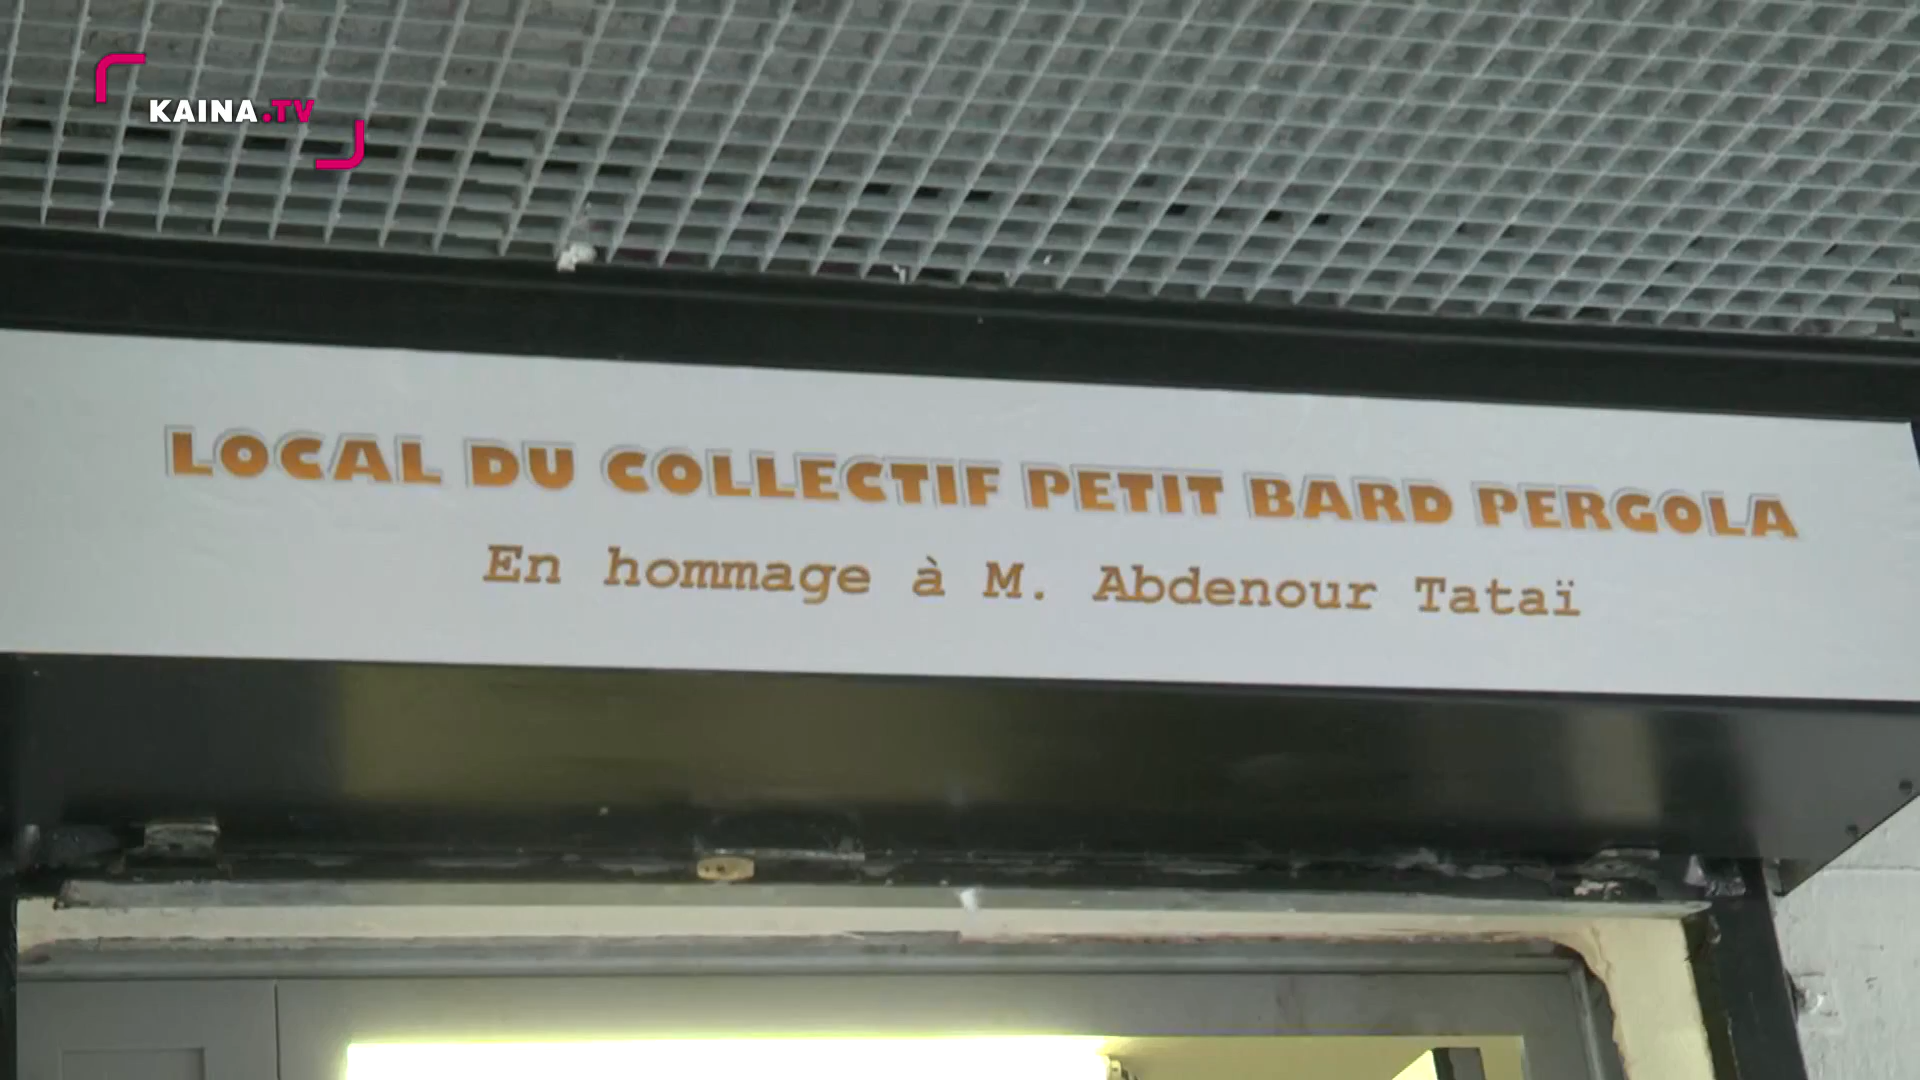 KAINA.TV
LOCAL DU COLLECTIF PETIT BARD PERGOLA
En hommage à M. Abdenour Tataï